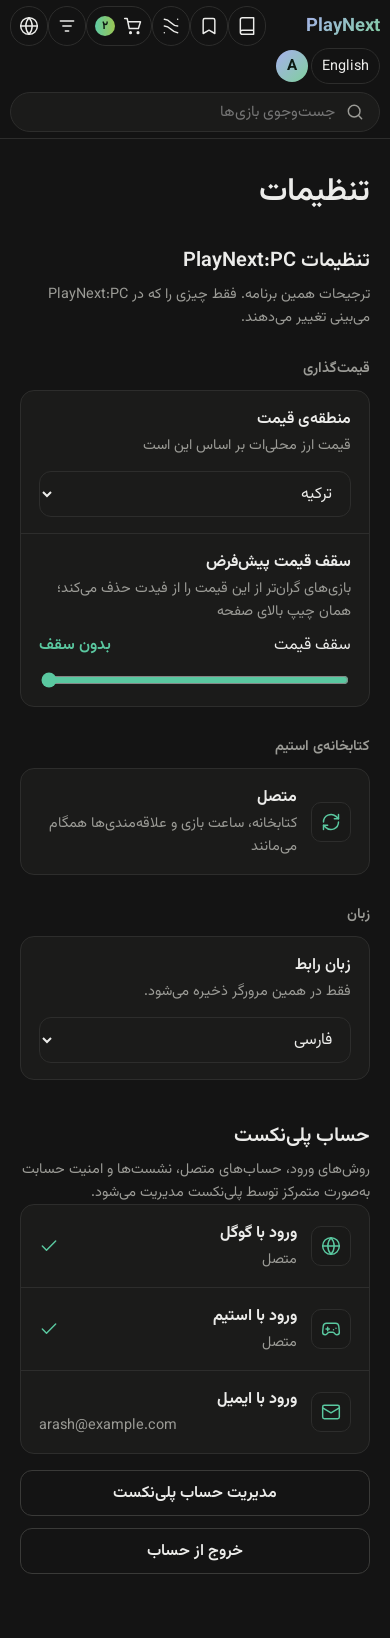 PlayNext
۲
English
A
جست‌وجوی بازی‌ها
تنظیمات
تنظیمات PlayNext:PC
ترجیحات همین برنامه. فقط چیزی را که در PlayNext:PC
می‌بینی تغییر می‌دهند.
قیمت‌گذاری
منطقه‌ی قیمت
قیمت ارز محلی‌ات بر اساس این است
ترکیه
سقف قیمت پیش‌فرض
بازی‌های گران‌تر از این قیمت را از فیدت حذف می‌کند؛
همان چیپ بالای صفحه
سقف قیمت
بدون سقف
کتابخانه‌ی استیم
متصل
کتابخانه، ساعت بازی و علاقه‌مندی‌ها همگام
می‌مانند
زبان
زبان رابط
فقط در همین مرورگر ذخیره می‌شود.
فارسی
حساب پلی‌نکست
روش‌های ورود، حساب‌های متصل، نشست‌ها و امنیت حسابت
به‌صورت متمرکز توسط پلی‌نکست مدیریت می‌شود.
ورود با گوگل
متصل
ورود با استیم
متصل
ورود با ایمیل
arash@example.com
مدیریت حساب پلی‌نکست
خروج از حساب